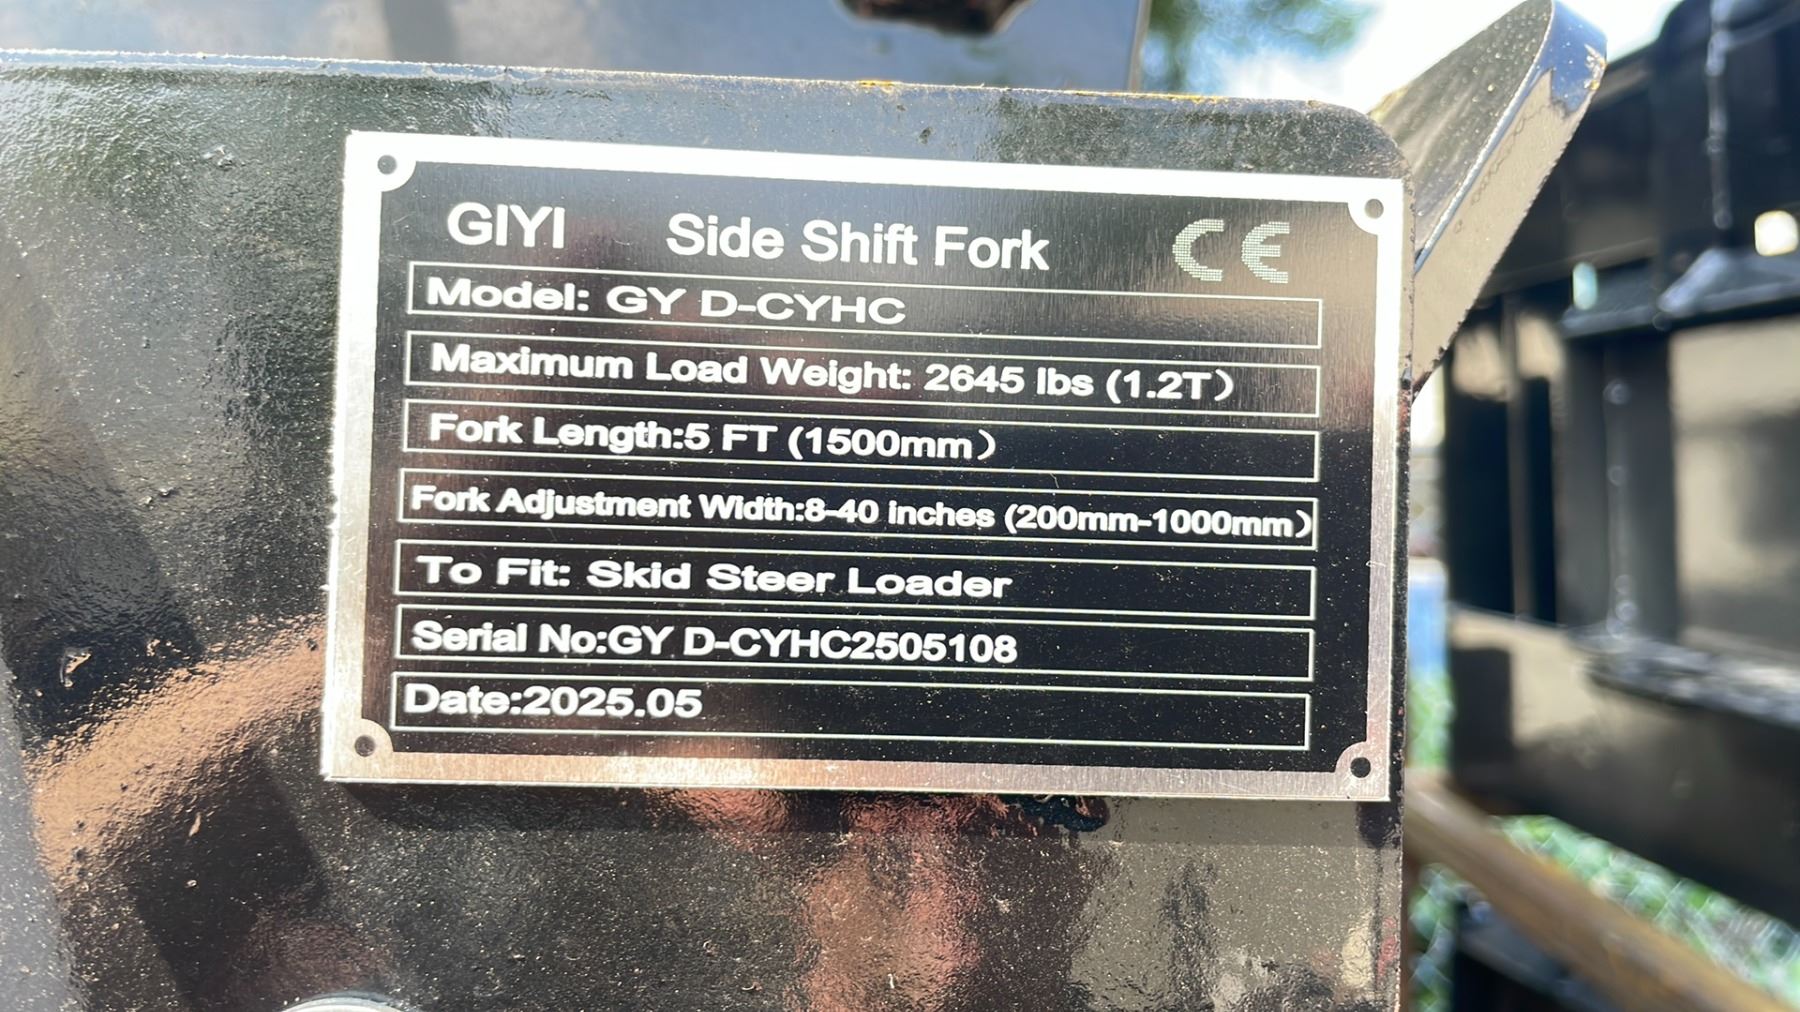 GIYI Side Shift Fork CE
Model: GY D-CYHC
Maximum Load Weight: 2645 lbs (1.2T)
Fork Length:5 FT (1500mm)
Fork Adjustment Width:8-40 inches (200mm-1000mm)
To Fit: Skid Steer Loader
Serial No:GY D-CYHC2505108
Date:2025.05